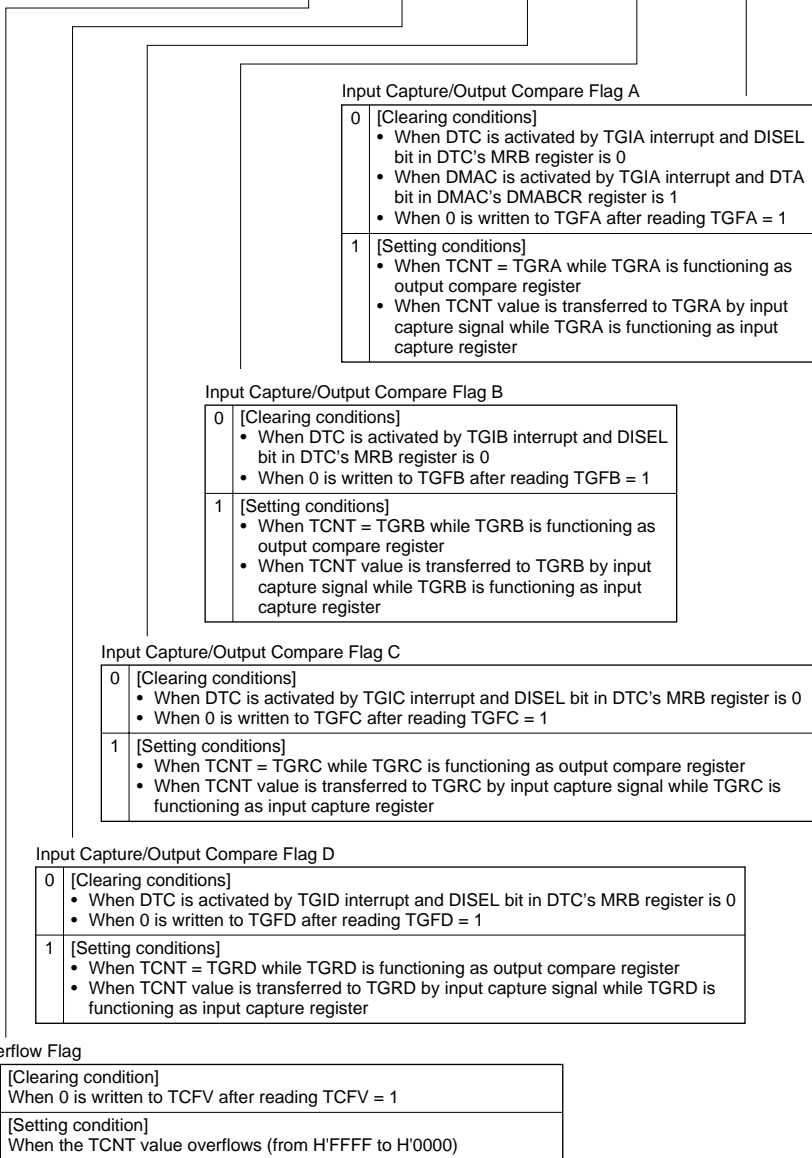 Input Capture/Output Compare Flag A
0 [Clearing conditions]
• When DTC is activated by TGIA interrupt and DISEL
bit in DTC's MRB register is 0
• When DMAC is activated by TGIA interrupt and DTA
bit in DMAC's DMABCR register is 1
• When 0 is written to TGFA after reading TGFA = 1
1 [Setting conditions]
• When TCNT = TGRA while TGRA is functioning as
output compare register
• When TCNT value is transferred to TGRA by input
capture signal while TGRA is functioning as input
capture register
Input Capture/Output Compare Flag B
0 [Clearing conditions]
• When DTC is activated by TGIB interrupt and DISEL
bit in DTC's MRB register is 0
• When 0 is written to TGFB after reading TGFB = 1
1 [Setting conditions]
• When TCNT = TGRB while TGRB is functioning as
output compare register
• When TCNT value is transferred to TGRB by input
capture signal while TGRB is functioning as input
capture register
Input Capture/Output Compare Flag C
0 [Clearing conditions]
• When DTC is activated by TGIC interrupt and DISEL bit in DTC's MRB register is 0
• When 0 is written to TGFC after reading TGFC = 1
1 [Setting conditions]
• When TCNT = TGRC while TGRC is functioning as output compare register
• When TCNT value is transferred to TGRC by input capture signal while TGRC is
functioning as input capture register
Input Capture/Output Compare Flag D
0 [Clearing conditions]
• When DTC is activated by TGID interrupt and DISEL bit in DTC's MRB register is 0
• When 0 is written to TGFD after reading TGFD = 1
1 [Setting conditions]
• When TCNT = TGRD while TGRD is functioning as output compare register
• When TCNT value is transferred to TGRD by input capture signal while TGRD is
functioning as input capture register
erflow Flag
[Clearing condition]
When 0 is written to TCFV after reading TCFV = 1
[Setting condition]
When the TCNT value overflows (from H'FFFF to H'0000)